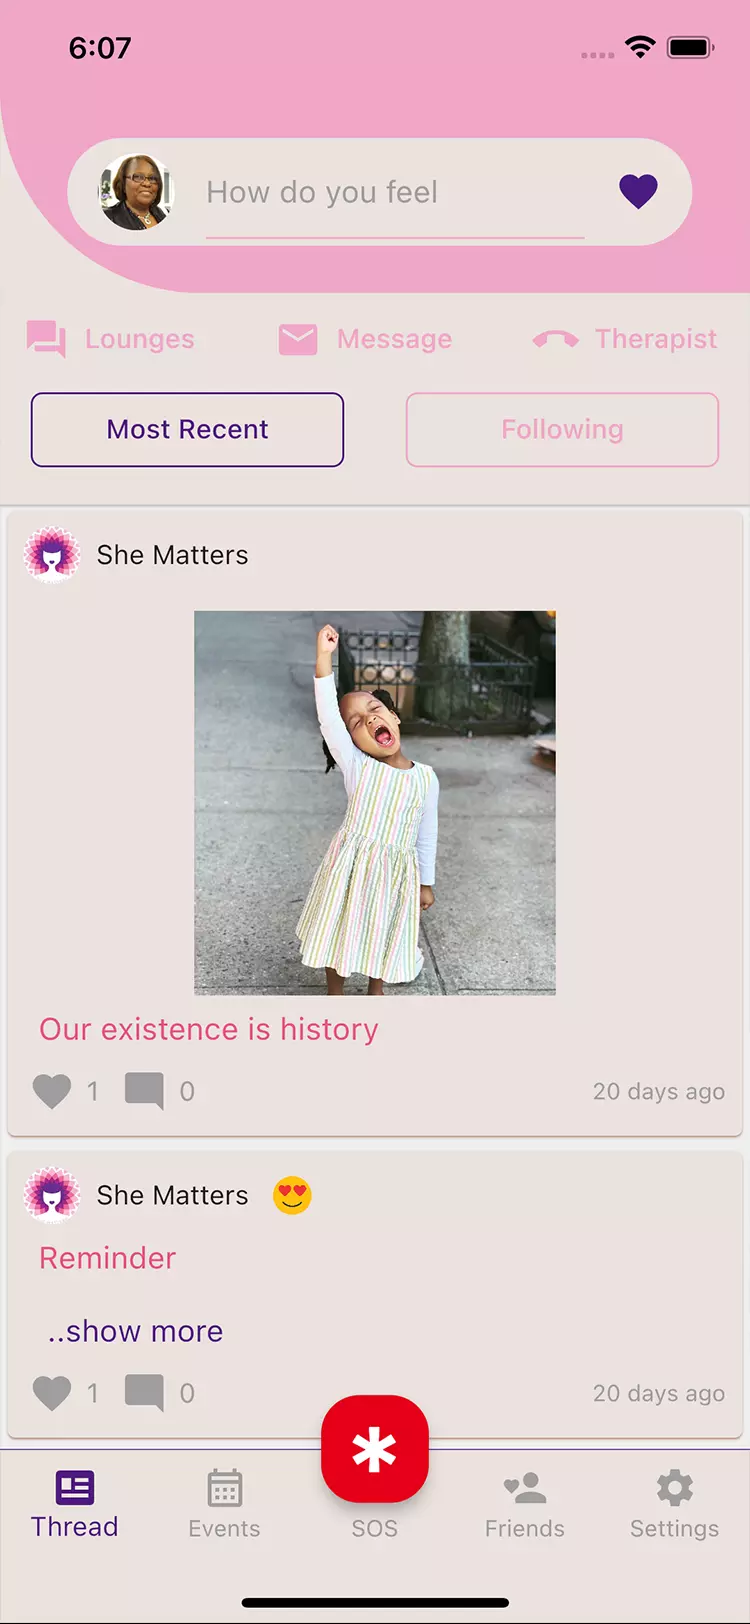 6:07
How do you feel
Lounges Message Therapist
Most Recent Following
She Matters
Our existence is history
1 0 20 days ago
She Matters
Reminder
..show more
1 0 20 days ago
Thread Events SOS Friends Settings